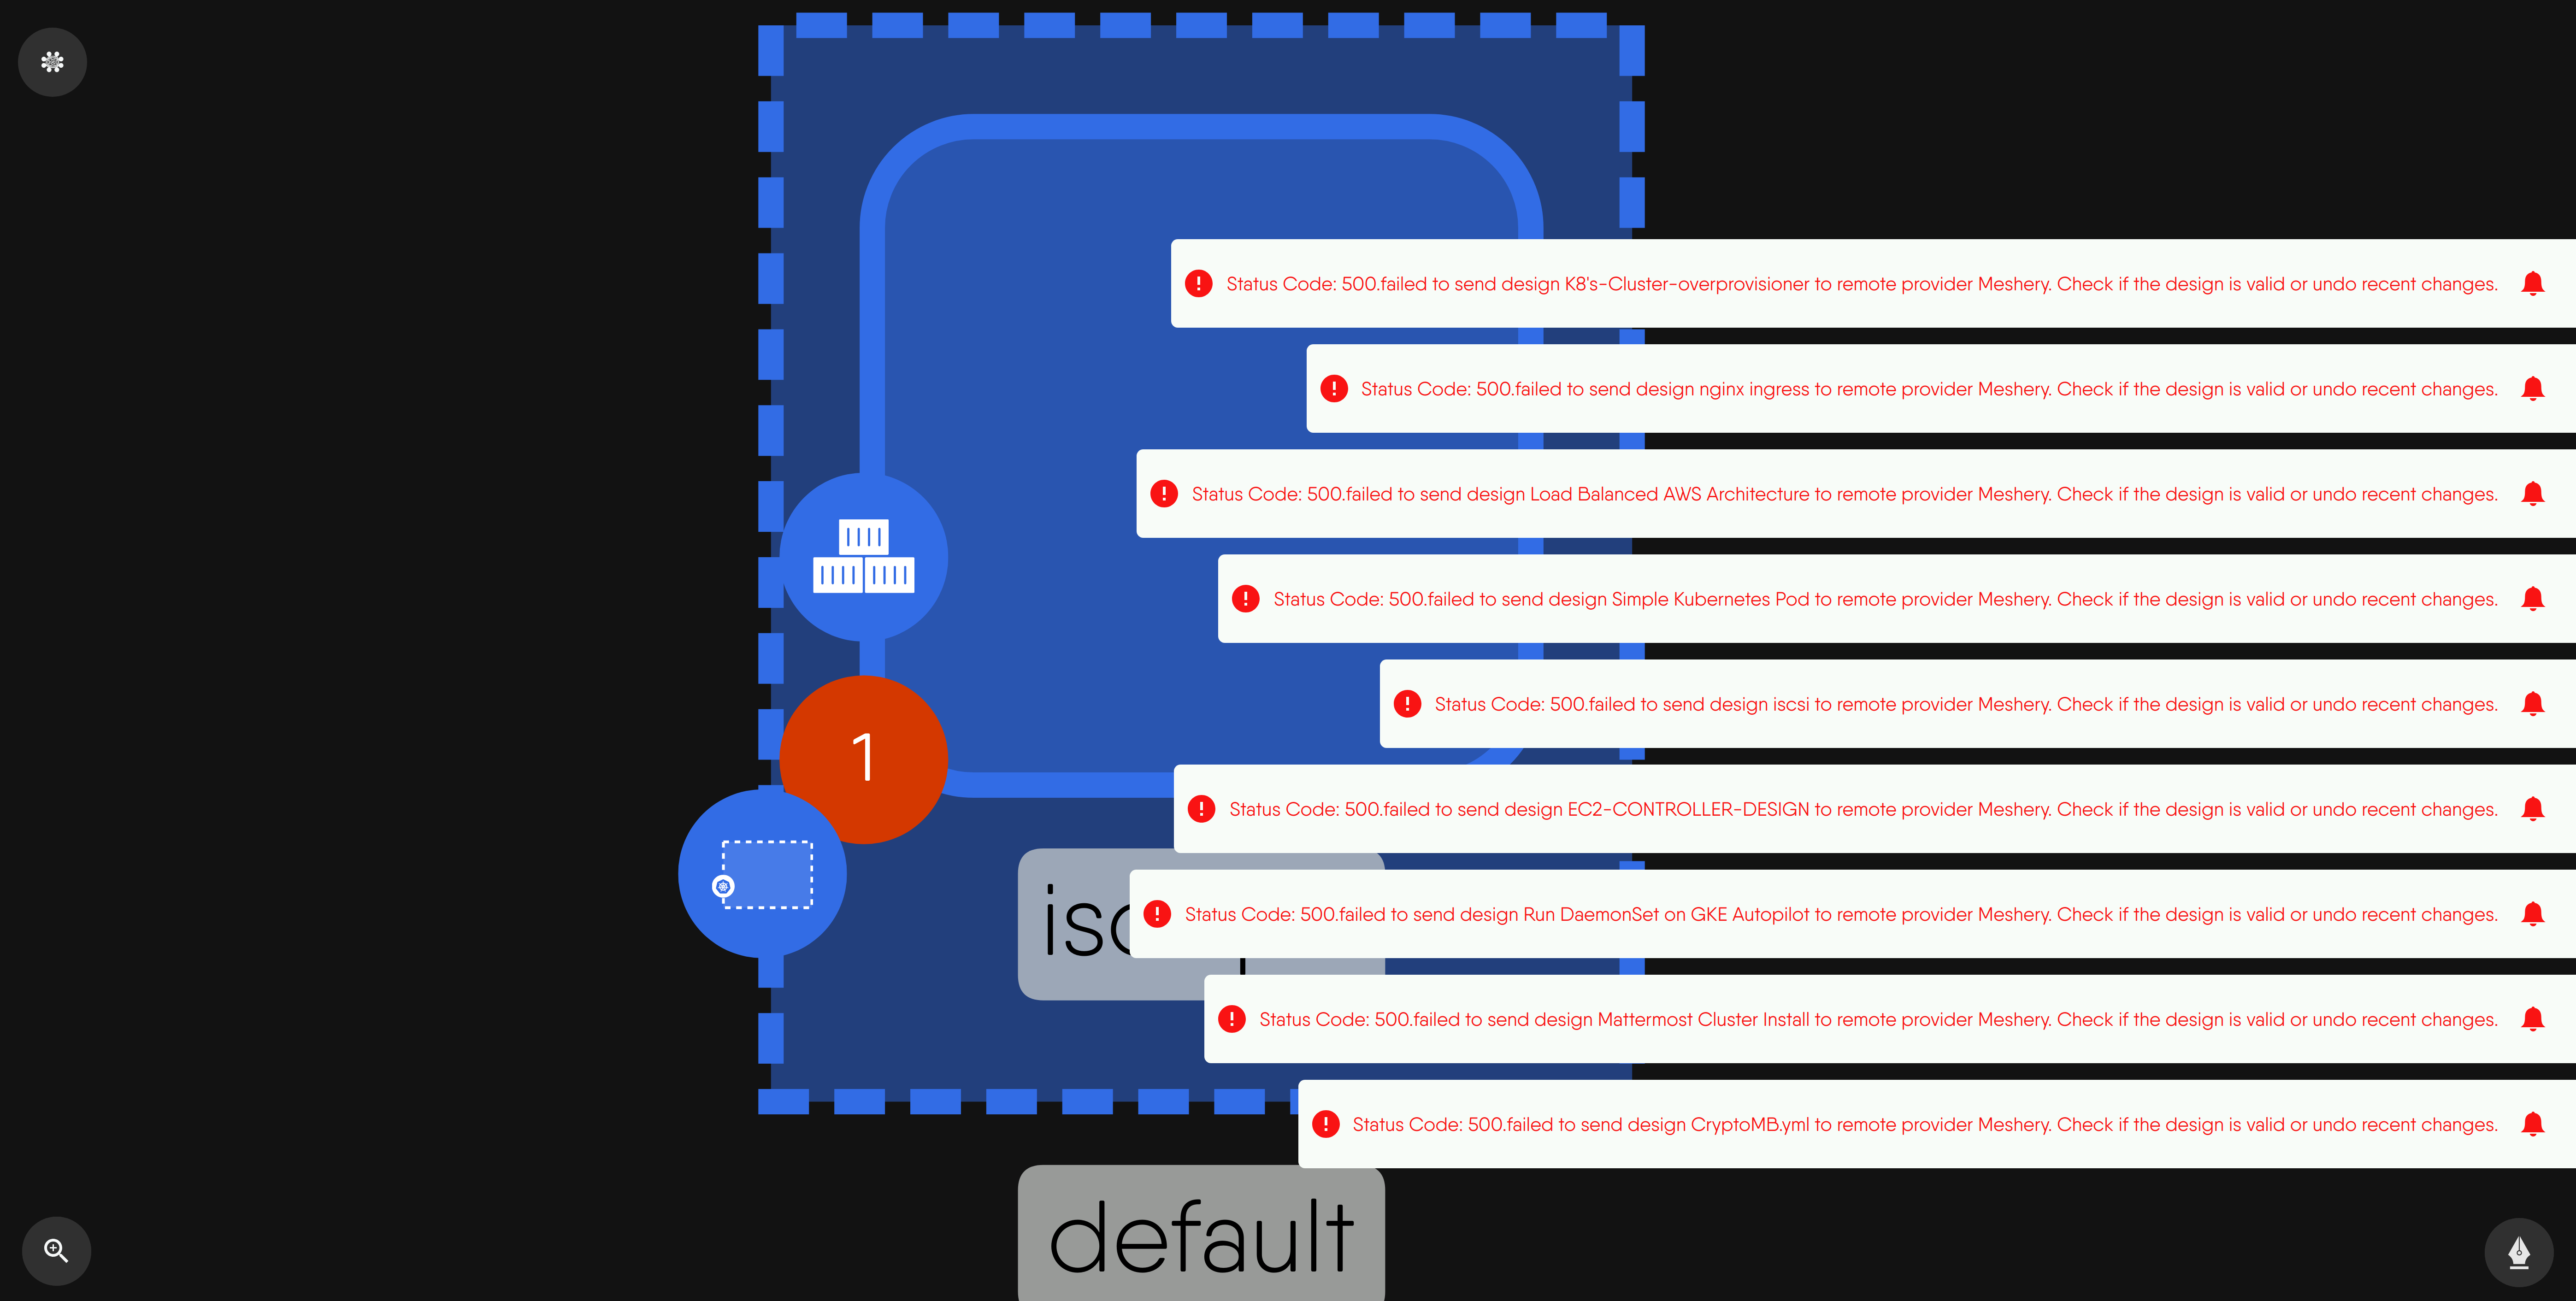 Status Code: 500.failed to send design K8's-Cluster-overprovisioner to remote provider Meshery. Check if the design is valid or undo recent changes.
Status Code: 500.failed to send design nginx ingress to remote provider Meshery. Check if the design is valid or undo recent changes.
Status Code: 500.failed to send design Load Balanced AWS Architecture to remote provider Meshery. Check if the design is valid or undo recent changes.
Status Code: 500.failed to send design Simple Kubernetes Pod to remote provider Meshery. Check if the design is valid or undo recent changes.
Status Code: 500.failed to send design iscsi to remote provider Meshery. Check if the design is valid or undo recent changes.
1
Status Code: 500.failed to send design EC2-CONTROLLER-DESIGN to remote provider Meshery. Check if the design is valid or undo recent changes.
Status Code: 500.failed to send design Run DaemonSet on GKE Autopilot to remote provider Meshery. Check if the design is valid or undo recent changes.
Status Code: 500.failed to send design Mattermost Cluster Install to remote provider Meshery. Check if the design is valid or undo recent changes.
Status Code: 500.failed to send design CryptoMB.yml to remote provider Meshery. Check if the design is valid or undo recent changes.
default